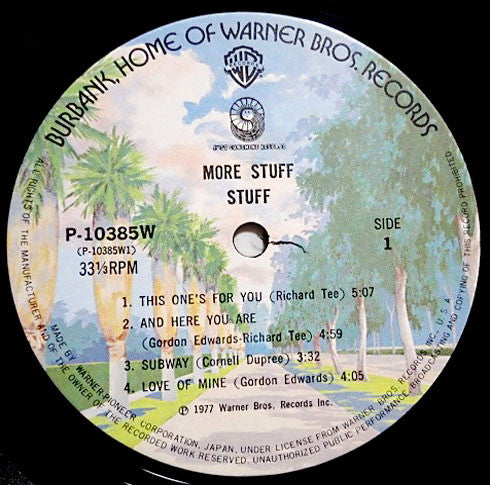 BURBANK, HOME OF WARNER BROS. RECORDS
JUST SUNSHINE RECORDS
MORE STUFF
STUFF
P-10385W
(P-10385W1)
33⅓RPM
SIDE
1
1. THIS ONE'S FOR YOU (Richard Tee) 5:07
2. AND HERE YOU ARE
(Gordon Edwards-Richard Tee) 4:59
3. SUBWAY (Cornell Dupree) 3:32
4. LOVE OF MINE (Gordon Edwards) 4:05
℗ 1977 Warner Bros. Records Inc.
MADE BY WARNER-PIONEER CORPORATION, JAPAN, UNDER LICENSE FROM WARNER BROS. RECORDS INC., U.S.A.
ALL RIGHTS OF THE MANUFACTURER AND OF THE OWNER OF THE RECORDED WORK RESERVED. UNAUTHORIZED PUBLIC PERFORMANCE, BROADCASTING AND COPYING OF THIS RECORD PROHIBITED.